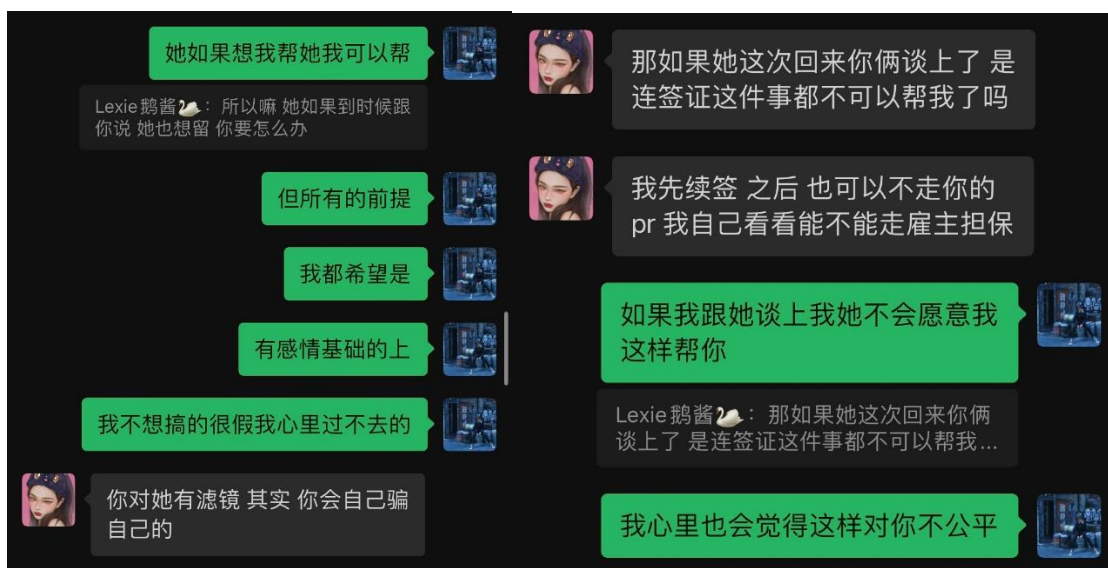 她如果想我帮她我可以帮
Lexie鹅酱🦢：所以嘛 她如果到时候跟
你说 她也想留 你要怎么办
但所有的前提
我都希望是
有感情基础的上
我不想搞的很假我心里过不去的
你对她有滤镜 其实 你会自己骗
自己的
那如果她这次回来你俩谈上了 是
连签证这件事都不可以帮我了吗
我先续签 之后 也可以不走你的
pr 我自己看看能不能走雇主担保
如果我跟她谈上我她不会愿意我
这样帮你
Lexie鹅酱🦢：那如果她这次回来你俩
谈上了 是连签证这件事都不可以帮我...
我心里也会觉得这样对你不公平